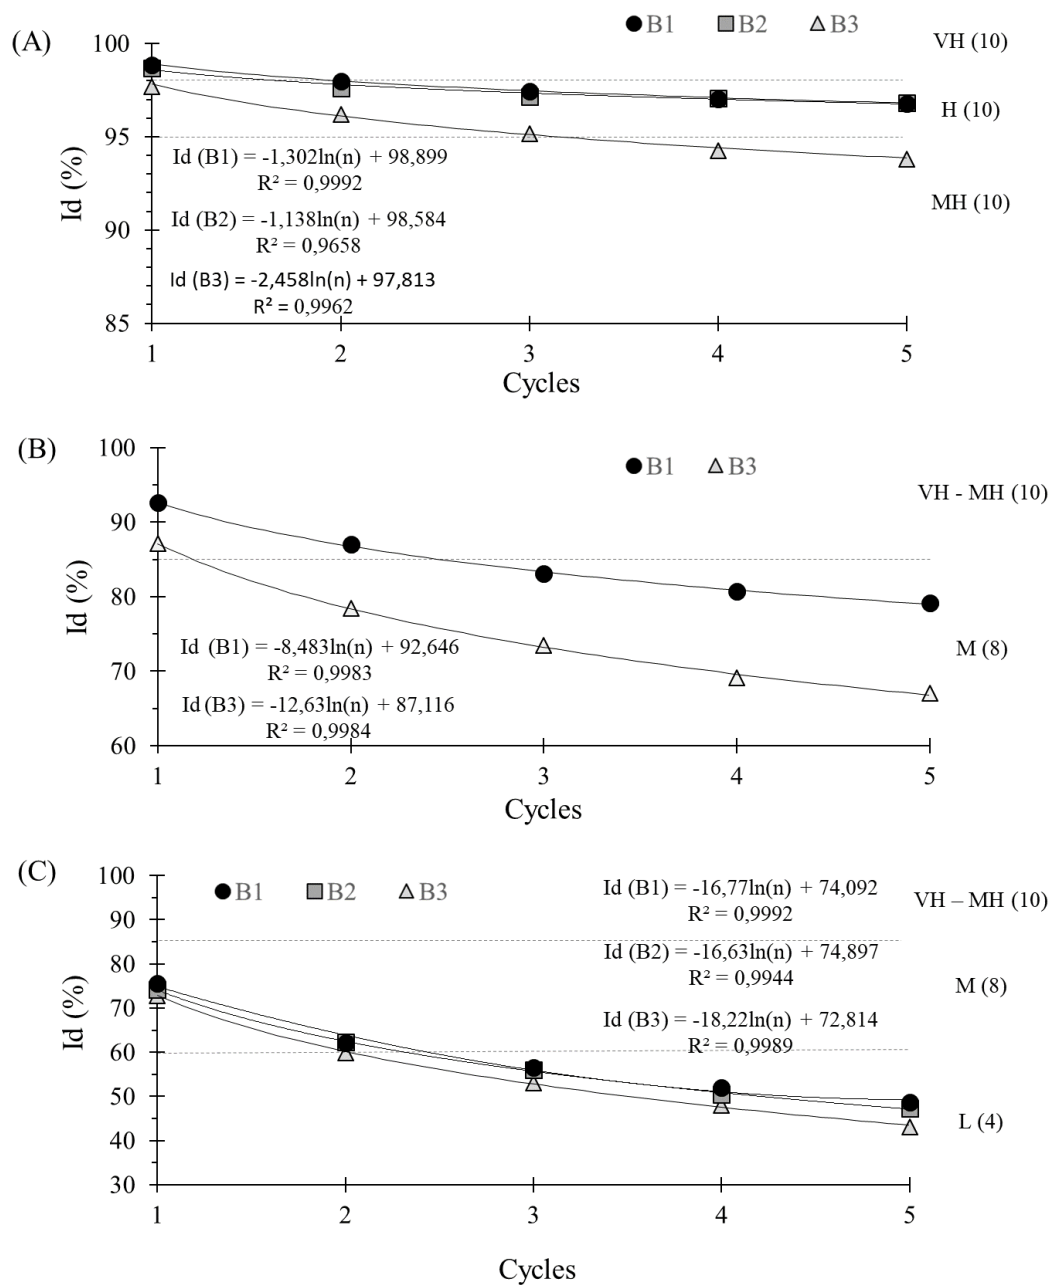 (A)
B1 B2 B3
VH (10)
H (10)
MH (10)
Id (%)
100
95
90
85
Id (B1) = -1,302ln(n) + 98,899
R² = 0,9992
Id (B2) = -1,138ln(n) + 98,584
R² = 0,9658
Id (B3) = -2,458ln(n) + 97,813
R² = 0,9962
1 2 3 4 5
Cycles
(B)
B1 B3
VH - MH (10)
M (8)
Id (%)
100
90
80
70
60
Id (B1) = -8,483ln(n) + 92,646
R² = 0,9983
Id (B3) = -12,63ln(n) + 87,116
R² = 0,9984
1 2 3 4 5
Cycles
(C)
B1 B2 B3
VH – MH (10)
M (8)
L (4)
Id (%)
100
90
80
70
60
50
40
30
Id (B1) = -16,77ln(n) + 74,092
R² = 0,9992
Id (B2) = -16,63ln(n) + 74,897
R² = 0,9944
Id (B3) = -18,22ln(n) + 72,814
R² = 0,9989
1 2 3 4 5
Cycles